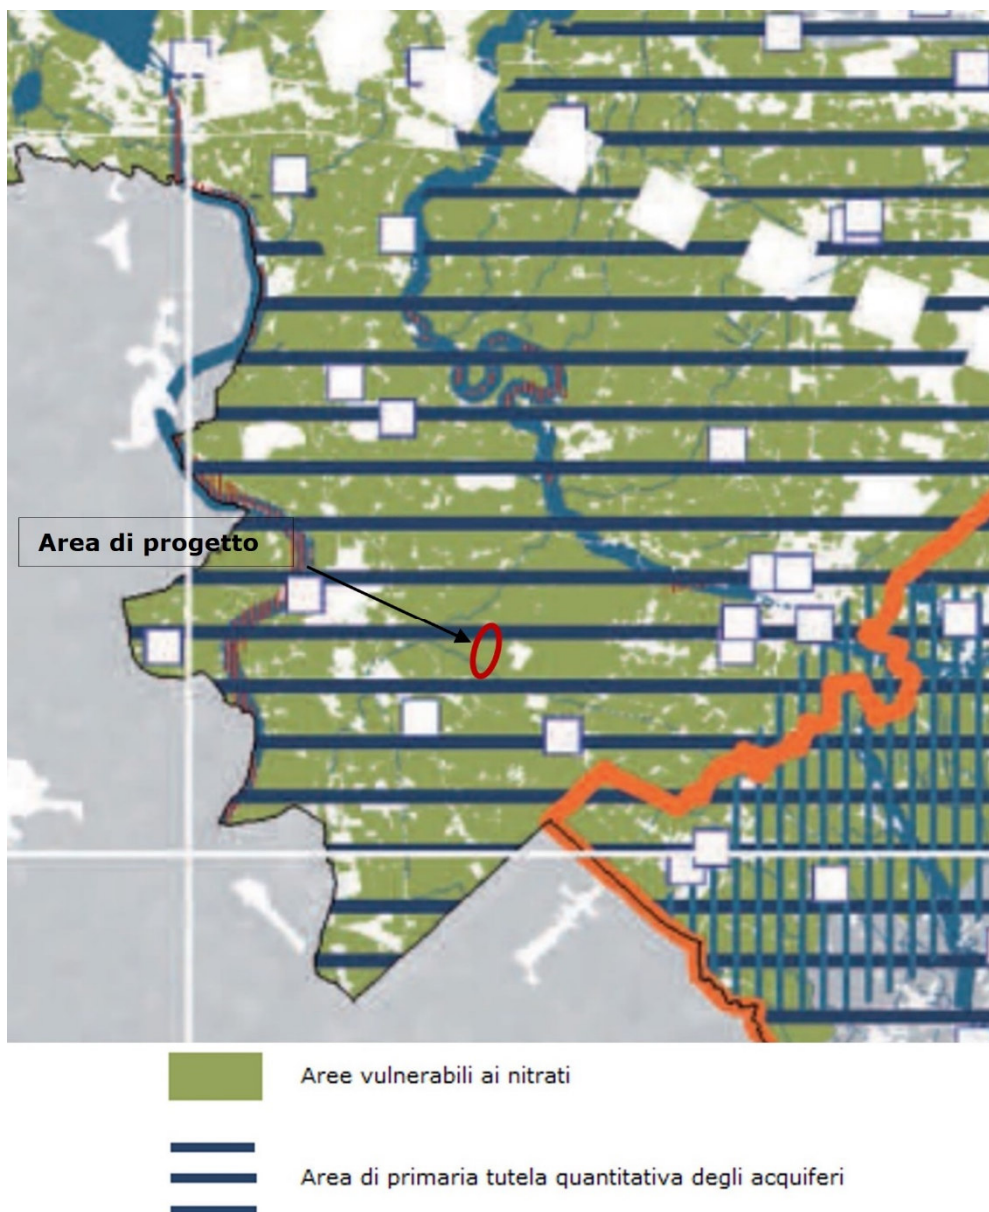 Area di progetto
Aree vulnerabili ai nitrati
Area di primaria tutela quantitativa degli acquiferi